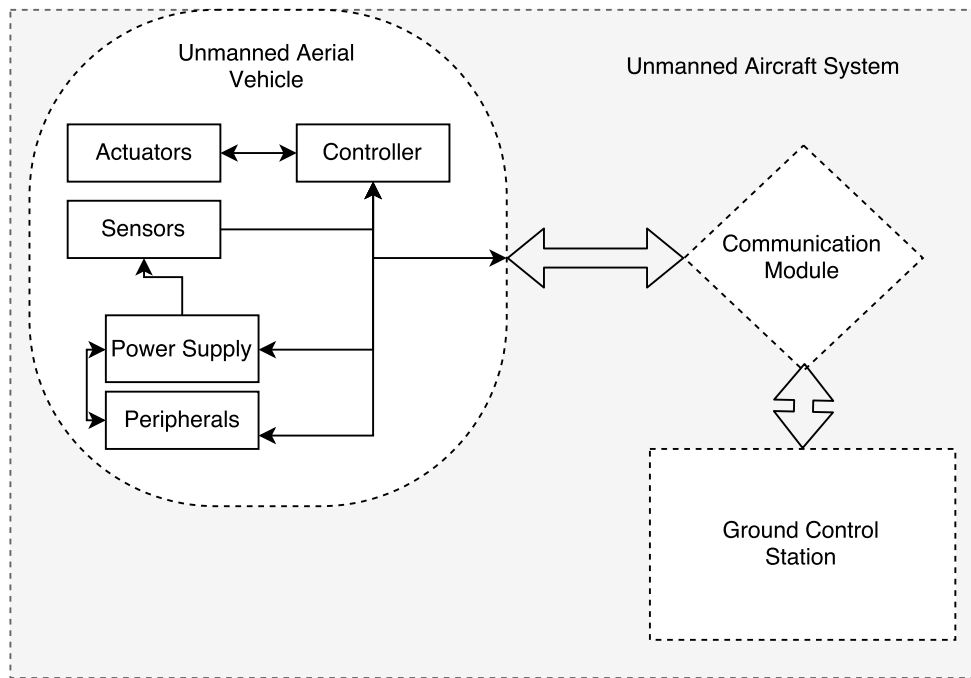 Unmanned Aerial
Vehicle
Unmanned Aircraft System
Actuators
Controller
Sensors
Communication
Module
Power Supply
Peripherals
Ground Control
Station